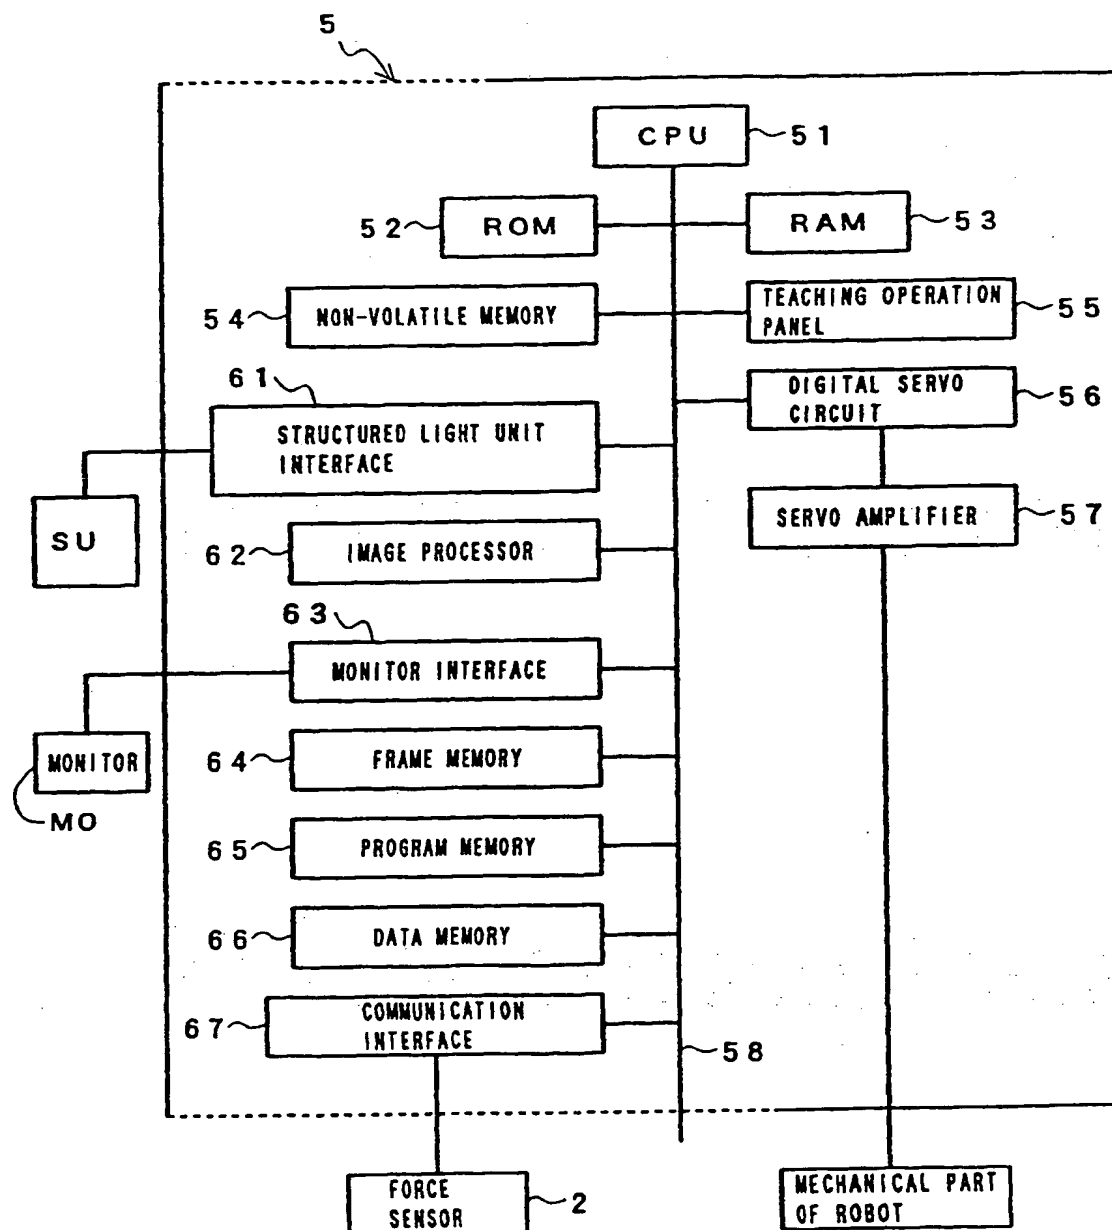 5
CPU
51
52
ROM
RAM
53
54
NON-VOLATILE MEMORY
TEACHING OPERATION
PANEL
55
61
DIGITAL SERVO
CIRCUIT
56
STRUCTURED LIGHT UNIT
INTERFACE
SERVO AMPLIFIER
57
SU
62
IMAGE PROCESSOR
63
MONITOR INTERFACE
64
FRAME MEMORY
MONITOR
MO
65
PROGRAM MEMORY
66
DATA MEMORY
67
COMMUNICATION
INTERFACE
58
FORCE
SENSOR
2
MECHANICAL PART
OF ROBOT